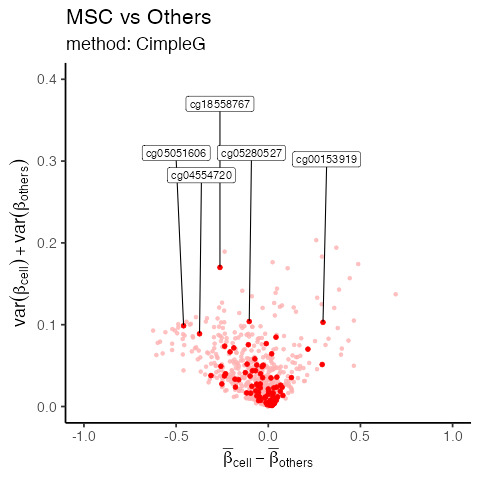 MSC vs Others
method: CimpleG
0.4
0.3
0.2
0.1
0.0
var(βcell) + var(βothers)
cg18558767
cg05051606 cg05280527
cg00153919
cg04554720
-1.0 -0.5 0.0 0.5 1.0
β̅cell − β̅others